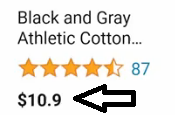 Black and Gray
Athletic Cotton...
87
$10.9